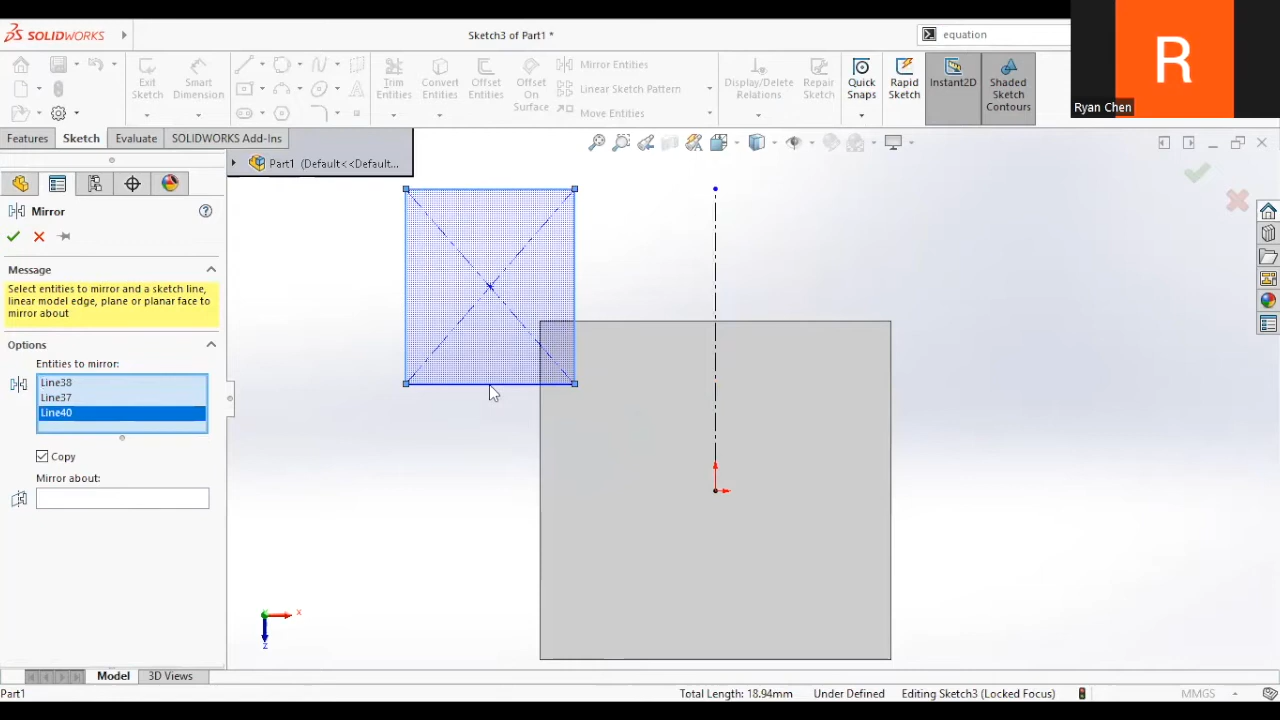 SOLIDWORKS
Sketch3 of Part1 *
equation
R
Ryan Chen
Exit Sketch
Smart Dimension
Trim Entities
Convert Entities
Offset Entities
Offset On Surface
Mirror Entities
Linear Sketch Pattern
Move Entities
Display/Delete Relations
Repair Sketch
Quick Snaps
Rapid Sketch
Instant2D
Shaded Sketch Contours
Features
Sketch
Evaluate
SOLIDWORKS Add-Ins
Part1 (Default<<Default...
Mirror
Message
Select entities to mirror and a sketch line,
linear model edge, plane or planar face to
mirror about
Options
Entities to mirror:
Line38
Line37
Line40
Copy
Mirror about:
X
Z
Model
3D Views
Part1
Total Length: 18.94mm
Under Defined
Editing Sketch3 (Locked Focus)
MMGS